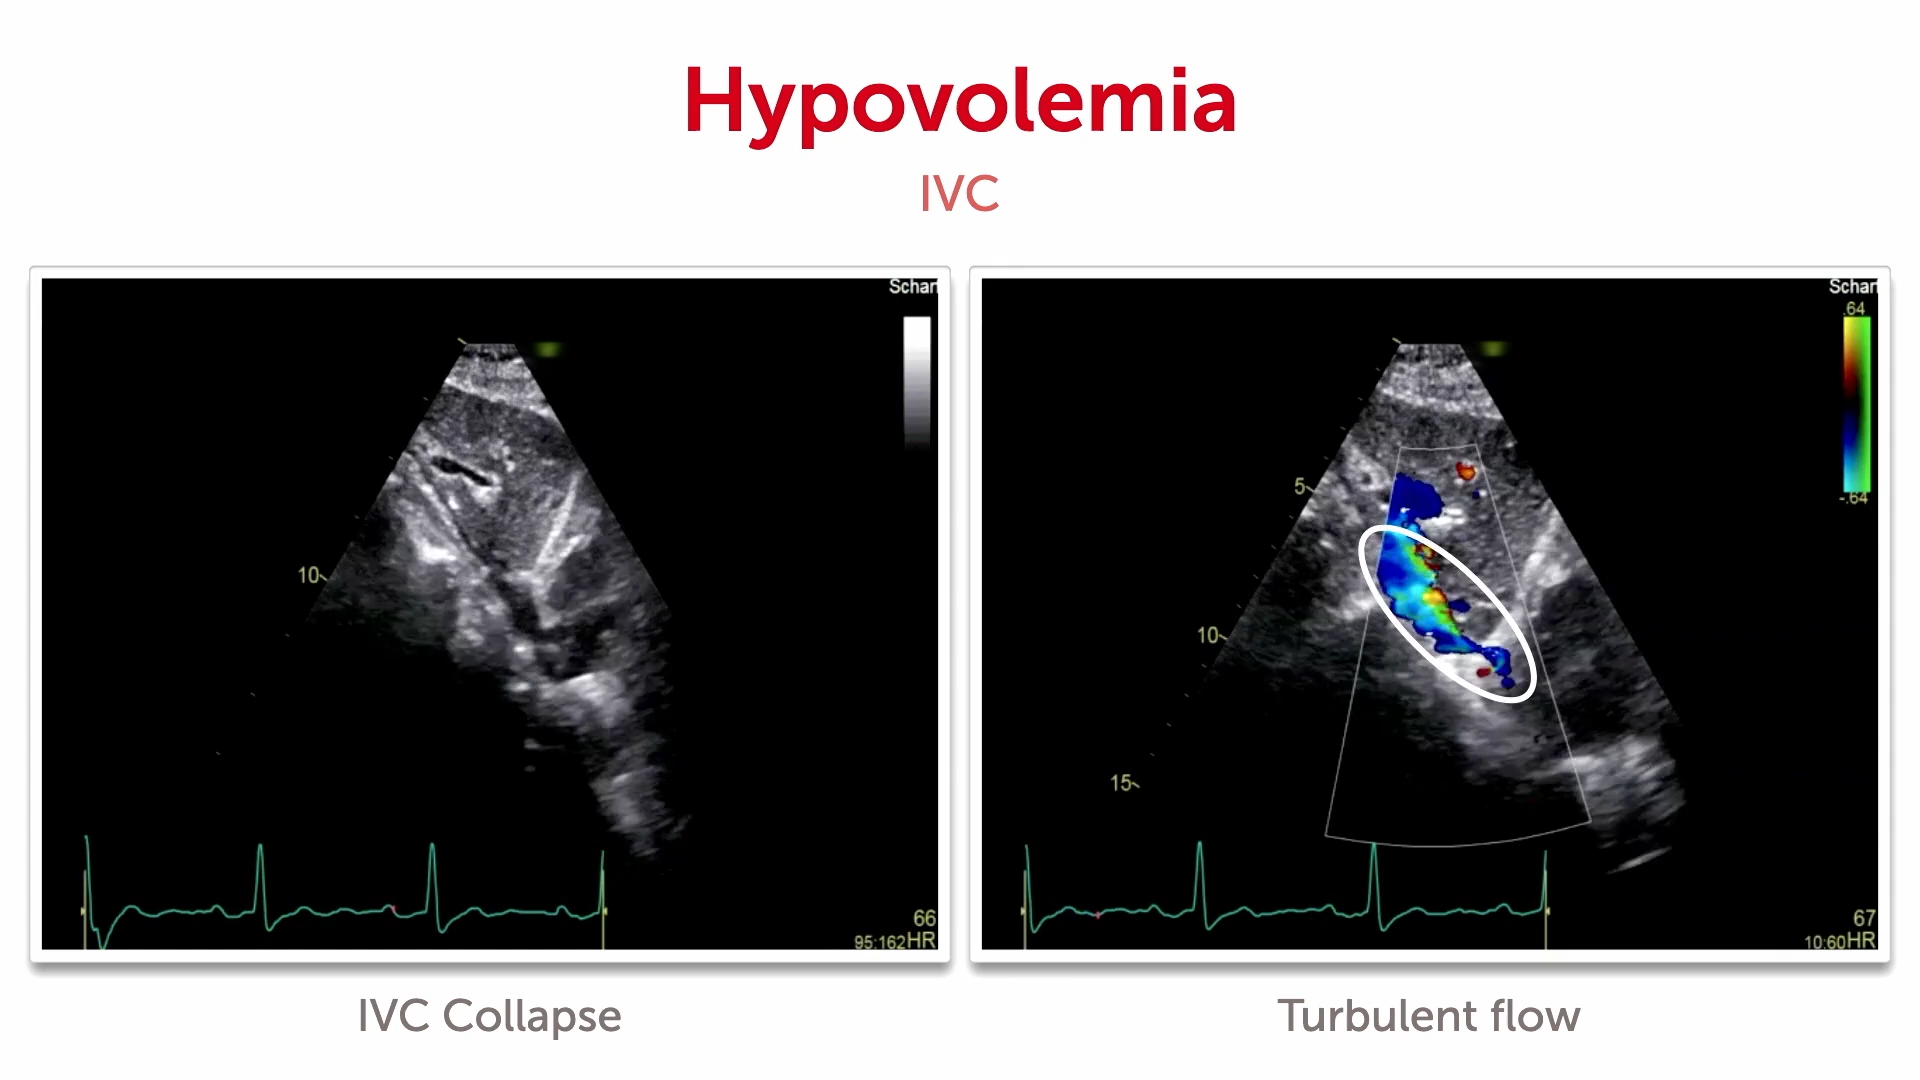 Hypovolemia
IVC
Schar
10
66
95:162HR
Schar
.64
-.64
5
10
15
67
10:60HR
IVC Collapse
Turbulent flow